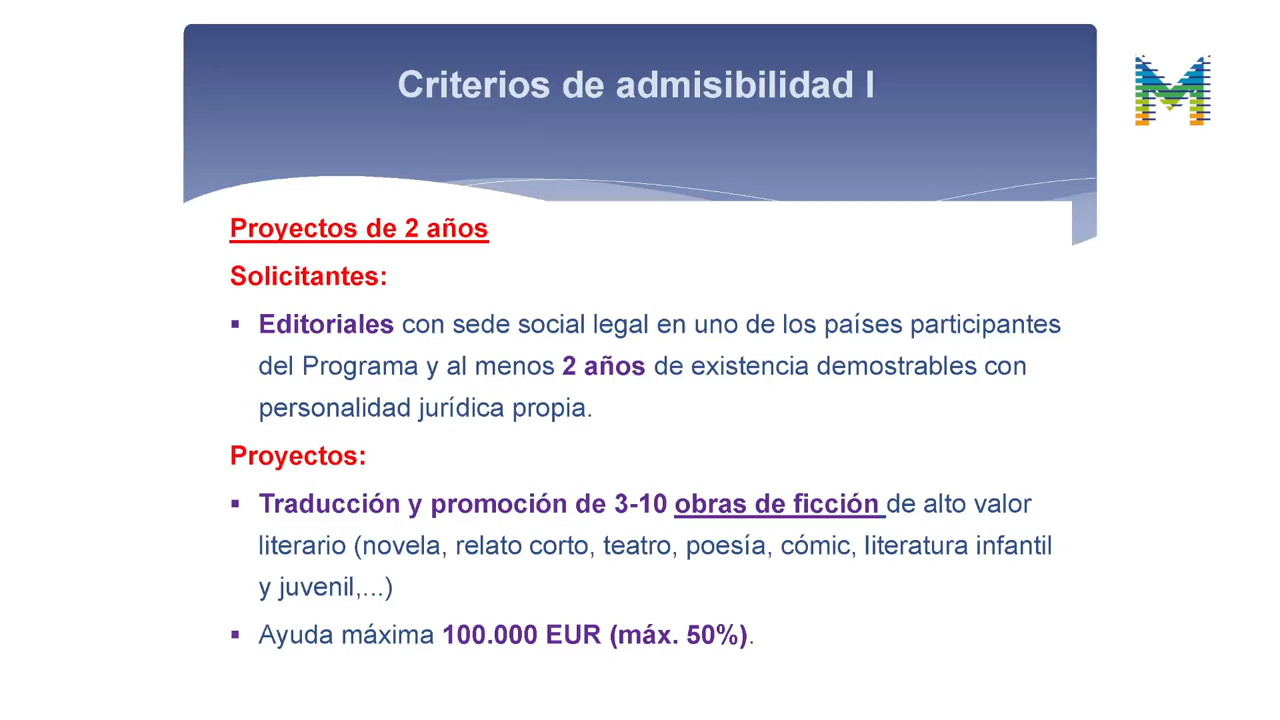 Criterios de admisibilidad I
Proyectos de 2 años
Solicitantes:
▪ Editoriales con sede social legal en uno de los países participantes
del Programa y al menos 2 años de existencia demostrables con
personalidad jurídica propia.
Proyectos:
▪ Traducción y promoción de 3-10 obras de ficción de alto valor
literario (novela, relato corto, teatro, poesía, cómic, literatura infantil
y juvenil,...)
▪ Ayuda máxima 100.000 EUR (máx. 50%).